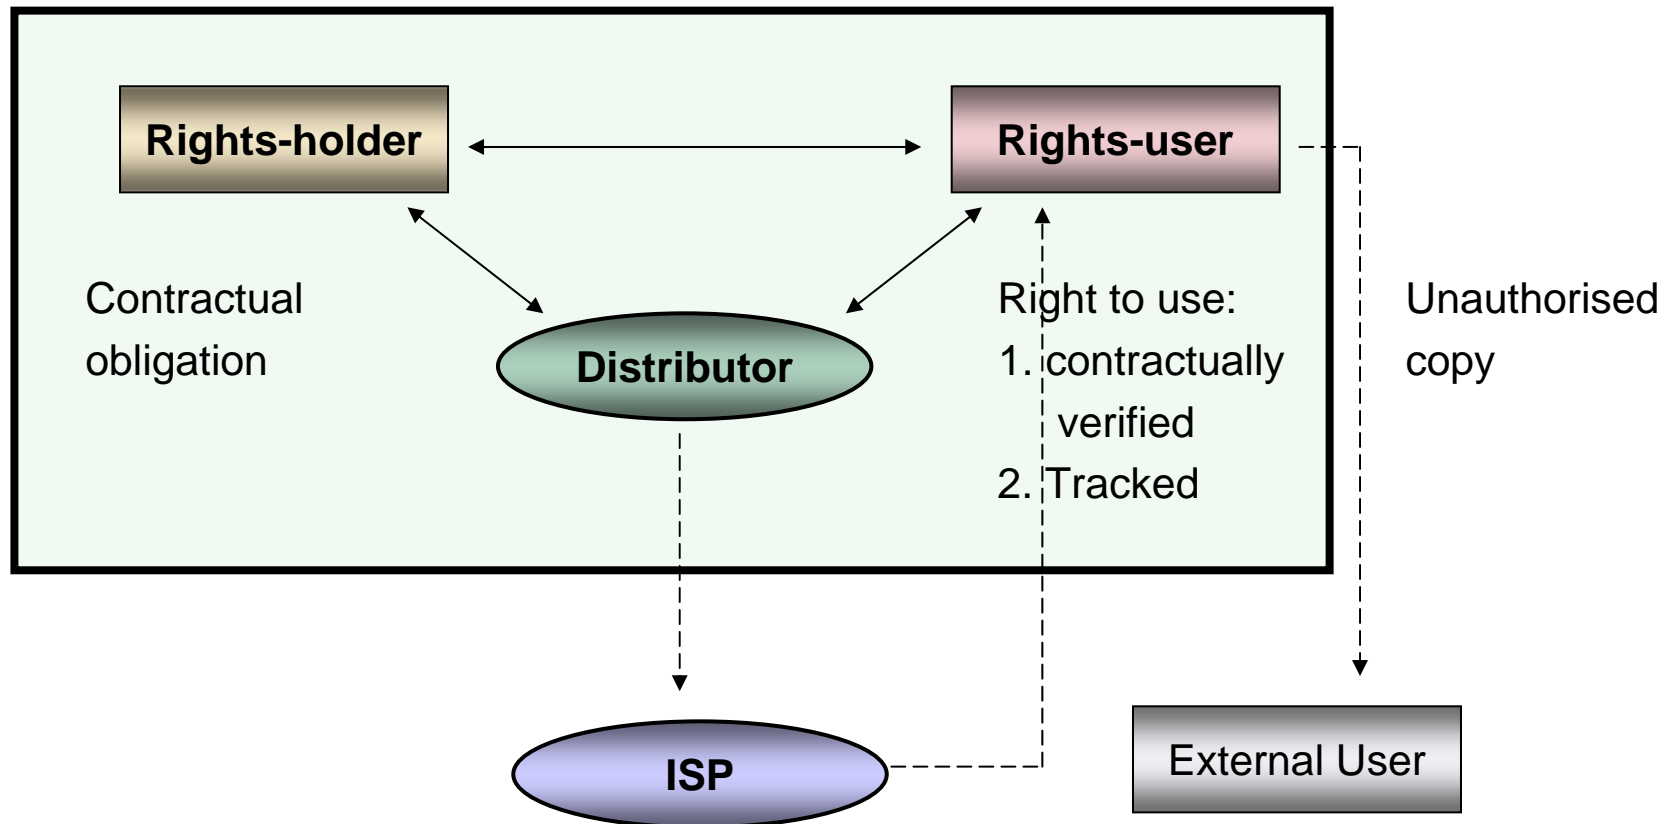 Rights-holder
Rights-user
Contractual
obligation
Distributor
Right to use:
1. contractually
verified
2. Tracked
Unauthorised
copy
ISP
External User